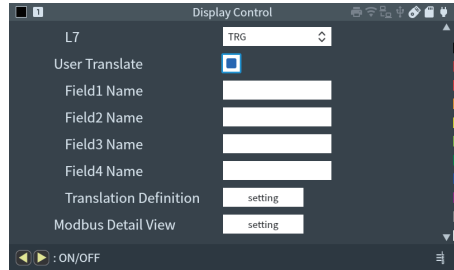 1 Display Control
L7 TRG
User Translate
Field1 Name
Field2 Name
Field3 Name
Field4 Name
Translation Definition setting
Modbus Detail View setting
: ON/OFF